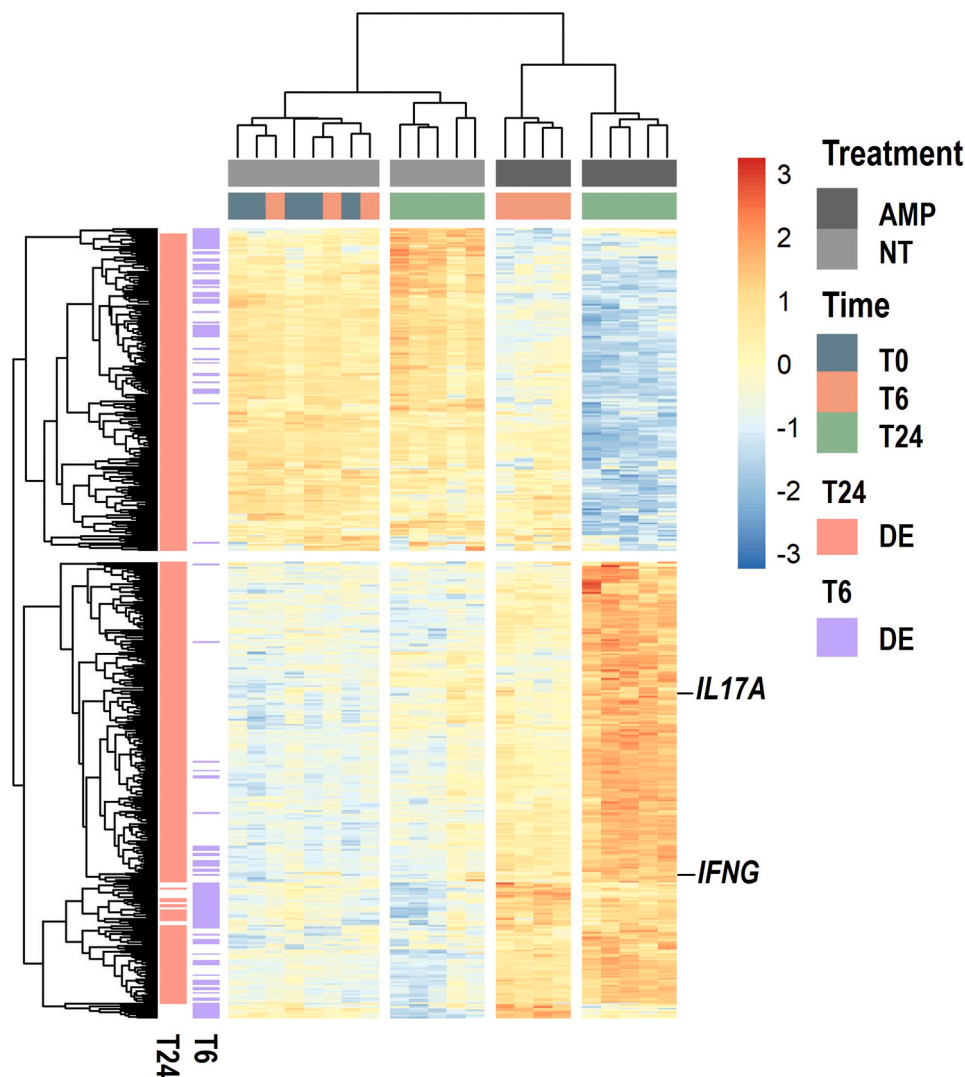 Treatment
AMP
NT
Time
T0
T6
T24
T24
DE
T6
DE
3
2
1
0
-1
-2
-3
IL17A
IFNG
T24
T6